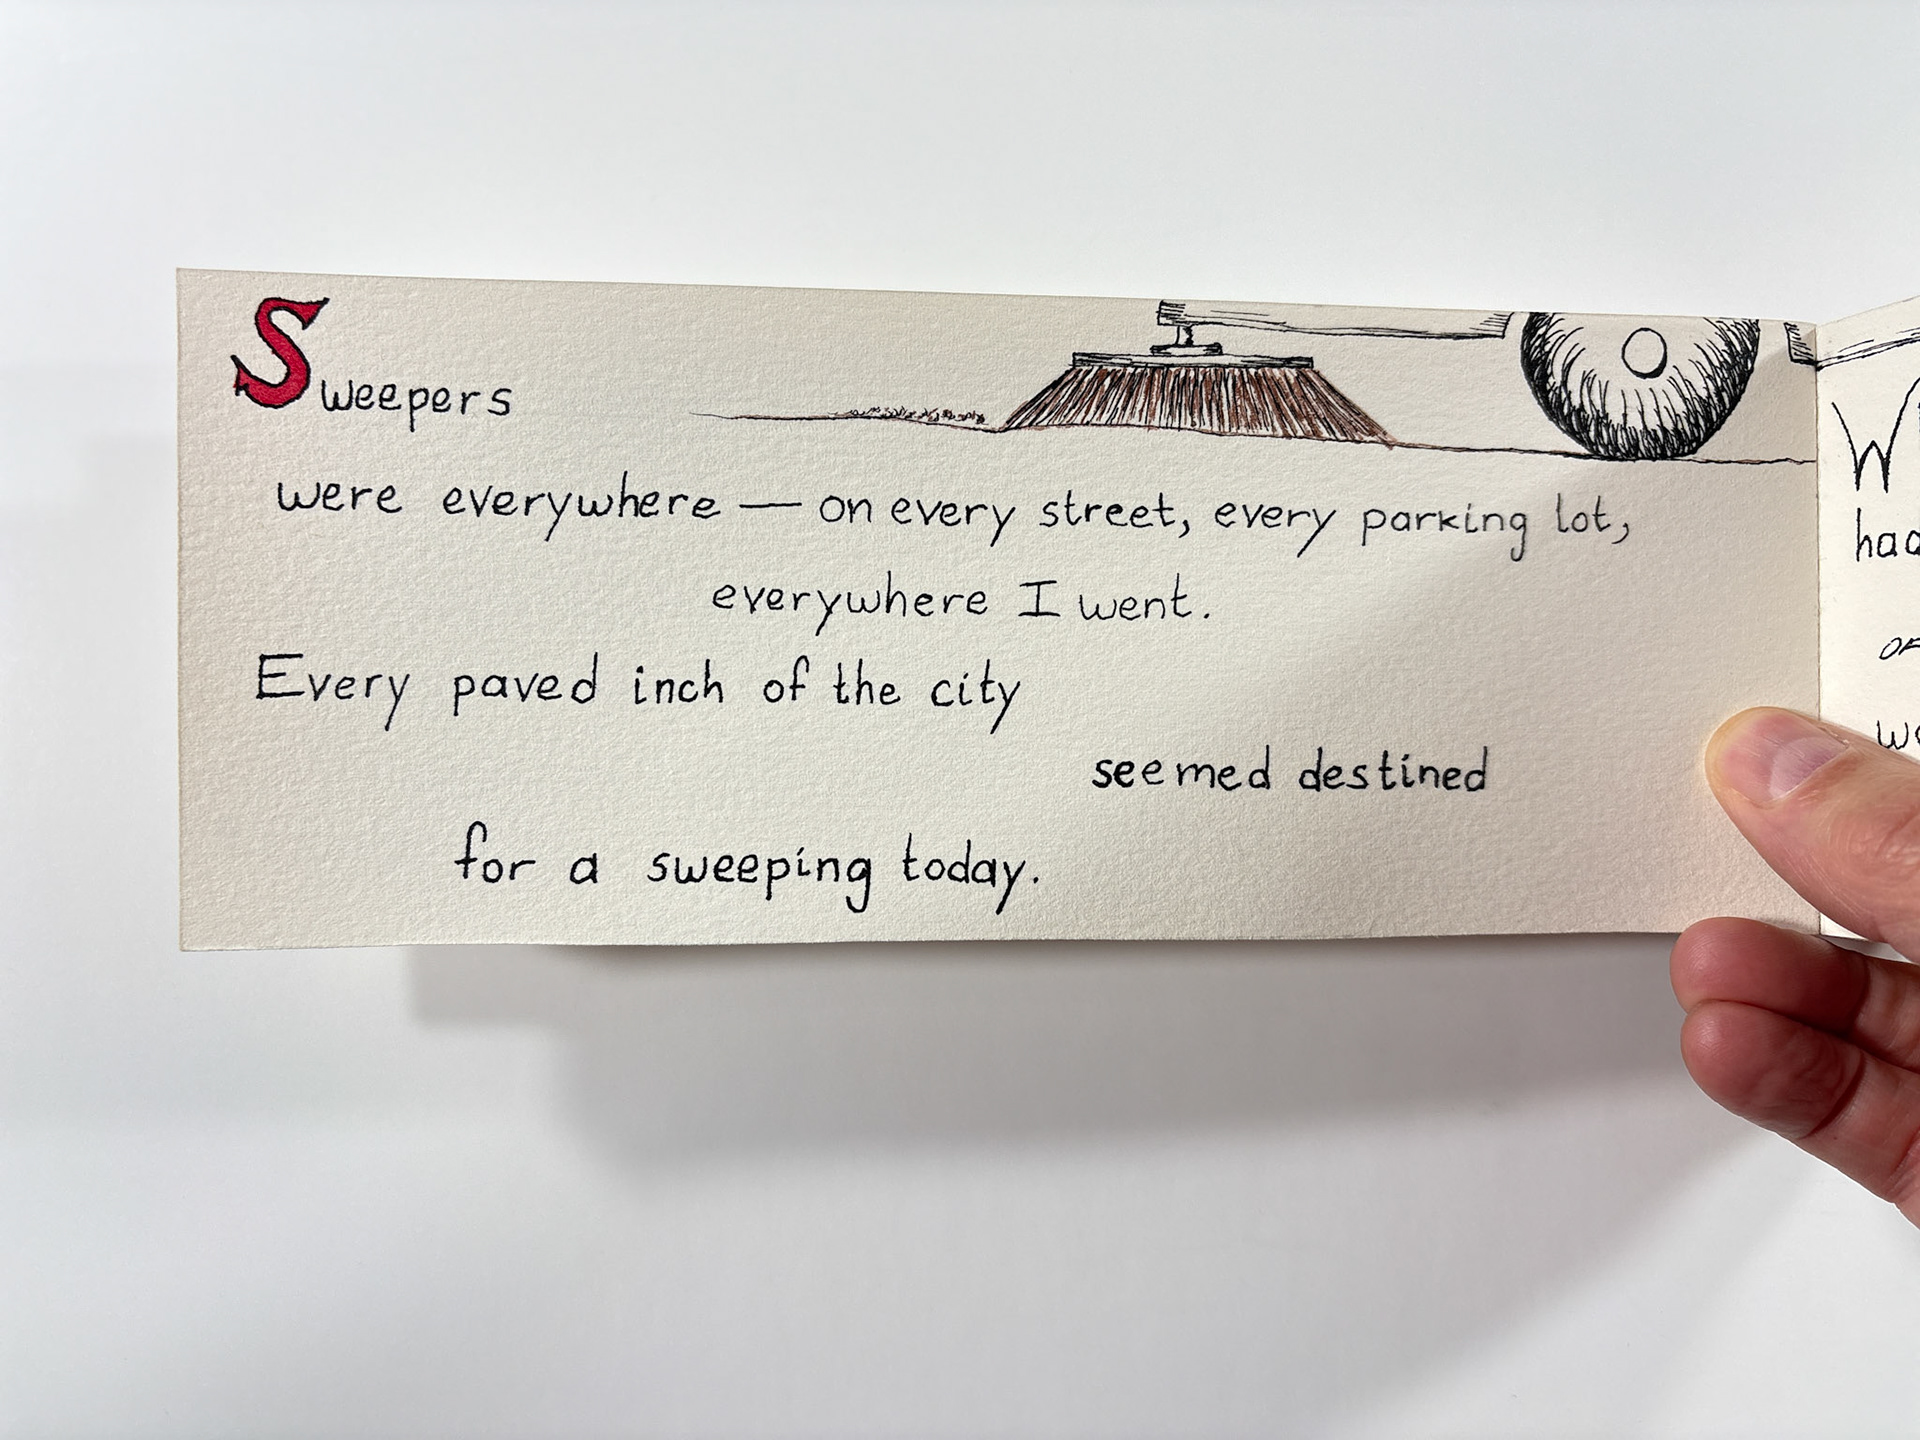 Sweepers
were everywhere — on every street, every parking lot,
everywhere I went.
Every paved inch of the city
seemed destined
for a sweeping today.